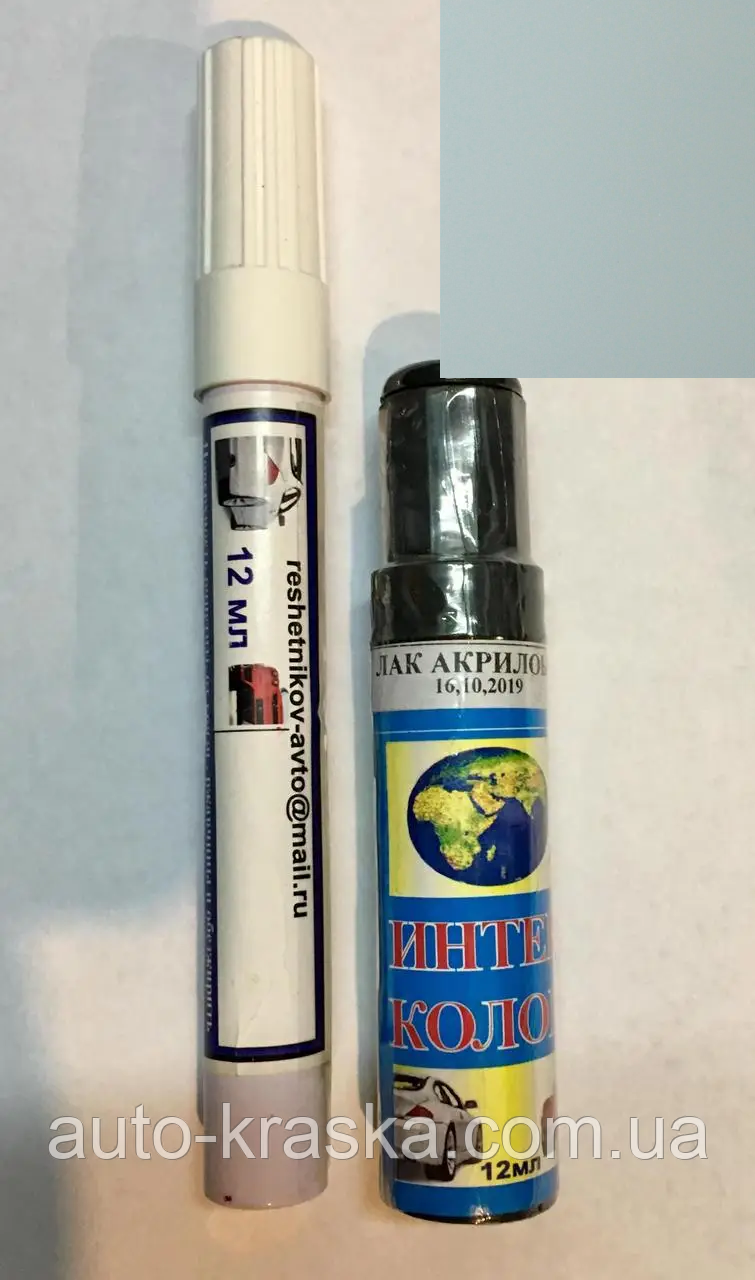 12 мл
reshetnikov-avto@mail.ru
ЛАК АКРИЛОВ
16,10,2019
ИНТЕ
КОЛО
12мл
auto-kraska.com.ua